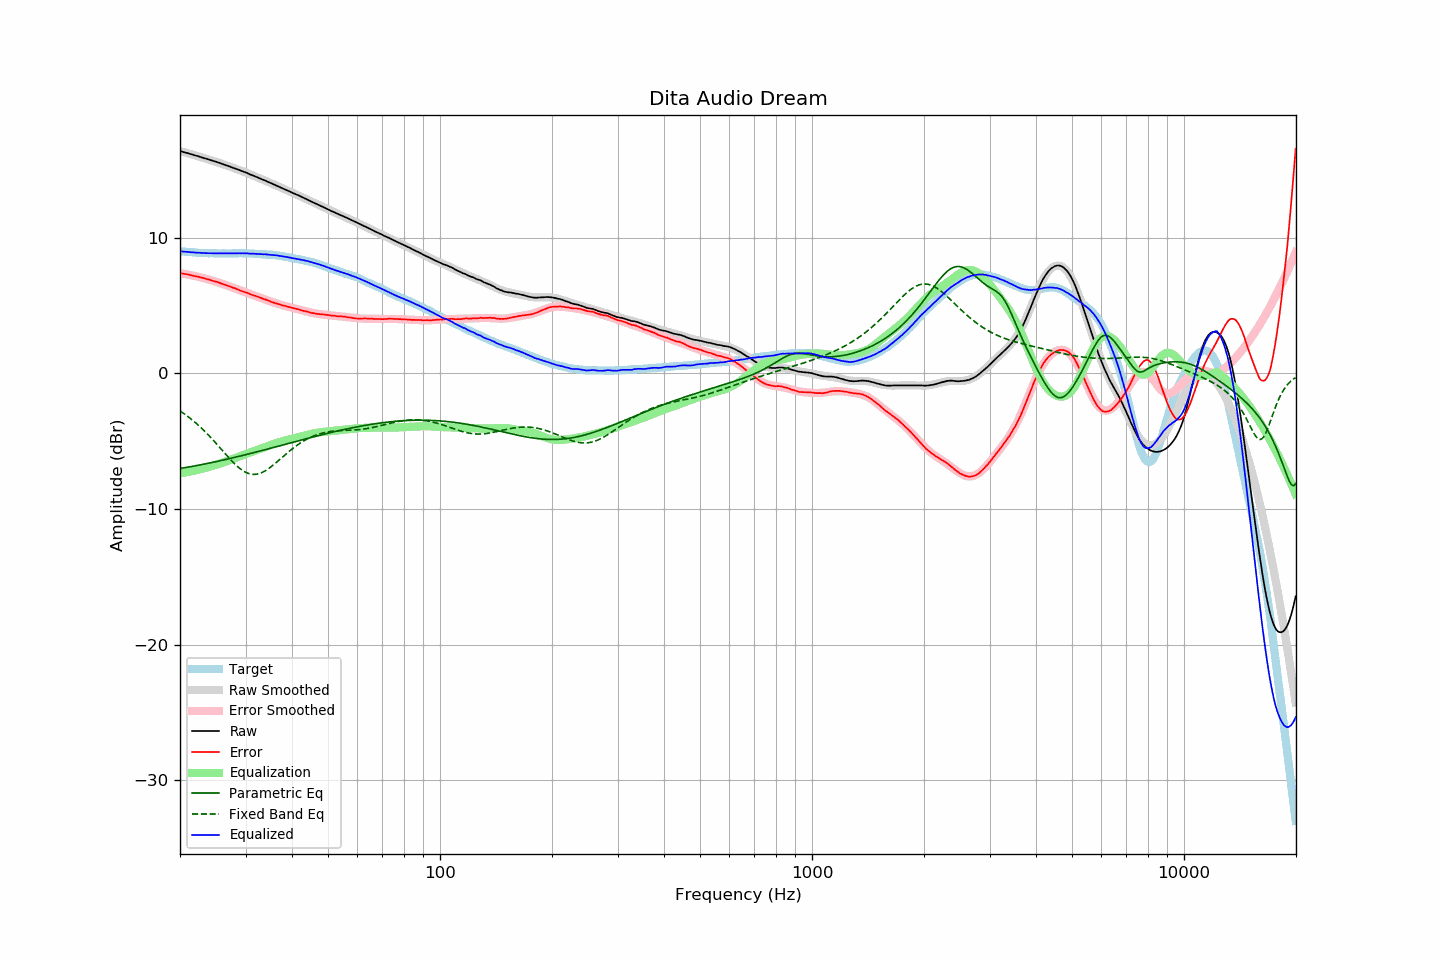 Dita Audio Dream
Amplitude (dBr)
10
0
−10
−20
−30
Target
Raw Smoothed
Error Smoothed
Raw
Error
Equalization
Parametric Eq
Fixed Band Eq
Equalized
100
1000
10000
Frequency (Hz)